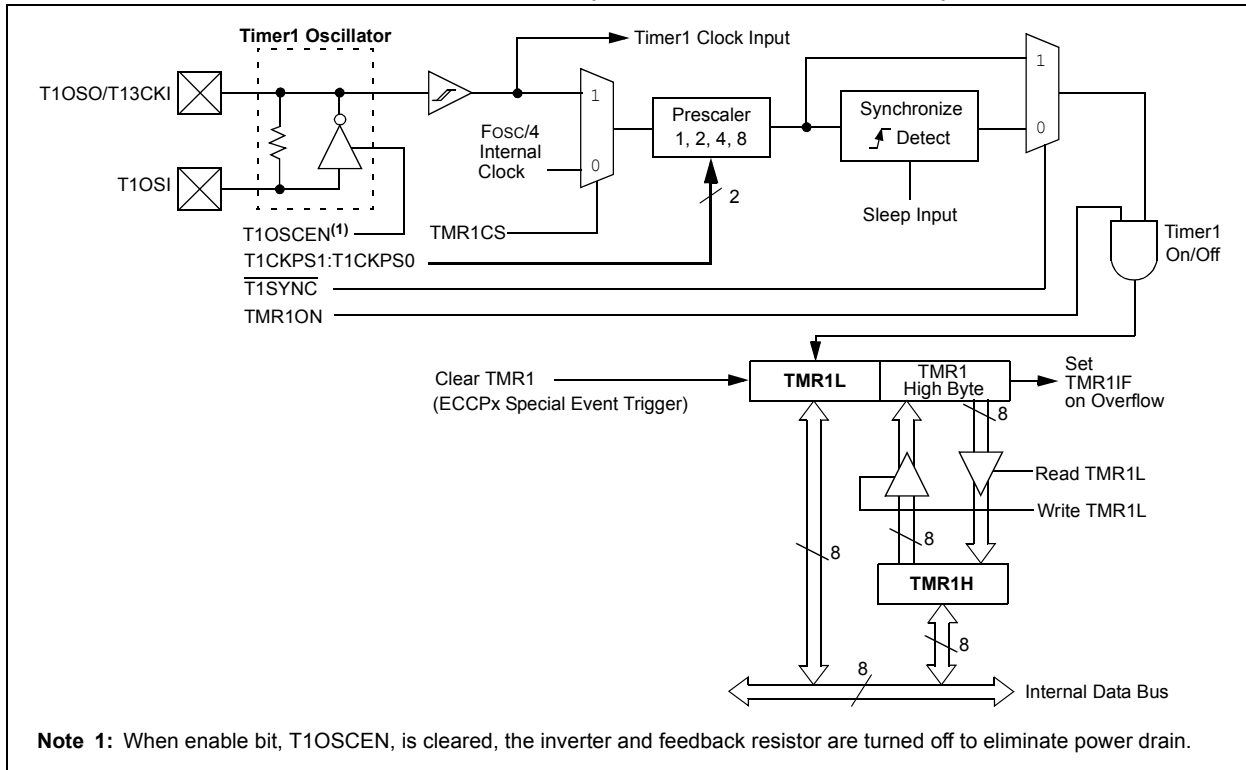 Timer1 Oscillator
Timer1 Clock Input
T1OSO/T13CKI
T1OSI
1
FOSC/4
Internal
Clock
0
Prescaler
1, 2, 4, 8
2
Synchronize
Detect
Sleep Input
1
0
T1OSCEN(1)
TMR1CS
T1CKPS1:T1CKPS0
T1SYNC
TMR1ON
Timer1
On/Off
Clear TMR1
(ECCPx Special Event Trigger)
TMR1L
TMR1
High Byte
Set
TMR1IF
on Overflow
8
Read TMR1L
Write TMR1L
8
8
TMR1H
8
8
Internal Data Bus
Note 1: When enable bit, T1OSCEN, is cleared, the inverter and feedback resistor are turned off to eliminate power drain.